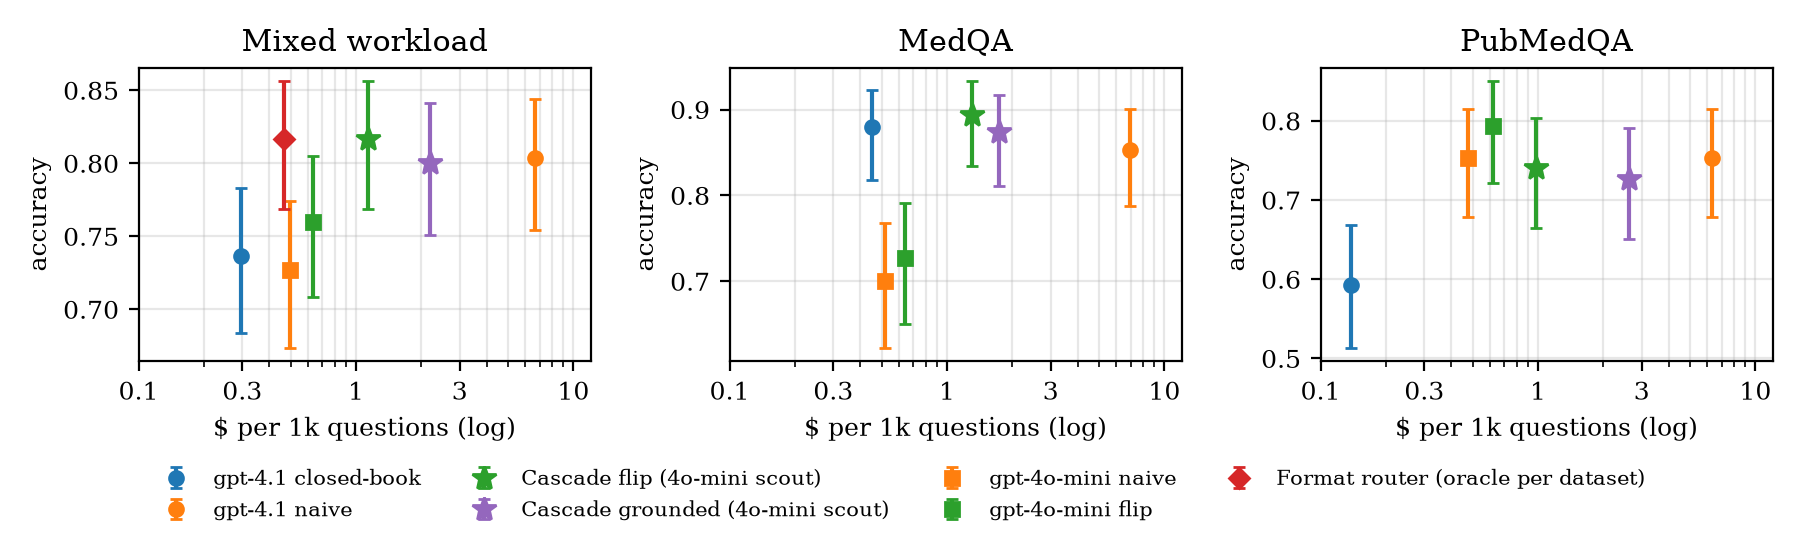 Mixed workload
accuracy
0.85
0.80
0.75
0.70
0.1 0.3 1 3 10
$ per 1k questions (log)
MedQA
accuracy
0.9
0.8
0.7
0.1 0.3 1 3 10
$ per 1k questions (log)
PubMedQA
accuracy
0.8
0.7
0.6
0.5
0.1 0.3 1 3 10
$ per 1k questions (log)
gpt-4.1 closed-book
gpt-4.1 naive
Cascade flip (4o-mini scout)
Cascade grounded (4o-mini scout)
gpt-4o-mini naive
gpt-4o-mini flip
Format router (oracle per dataset)